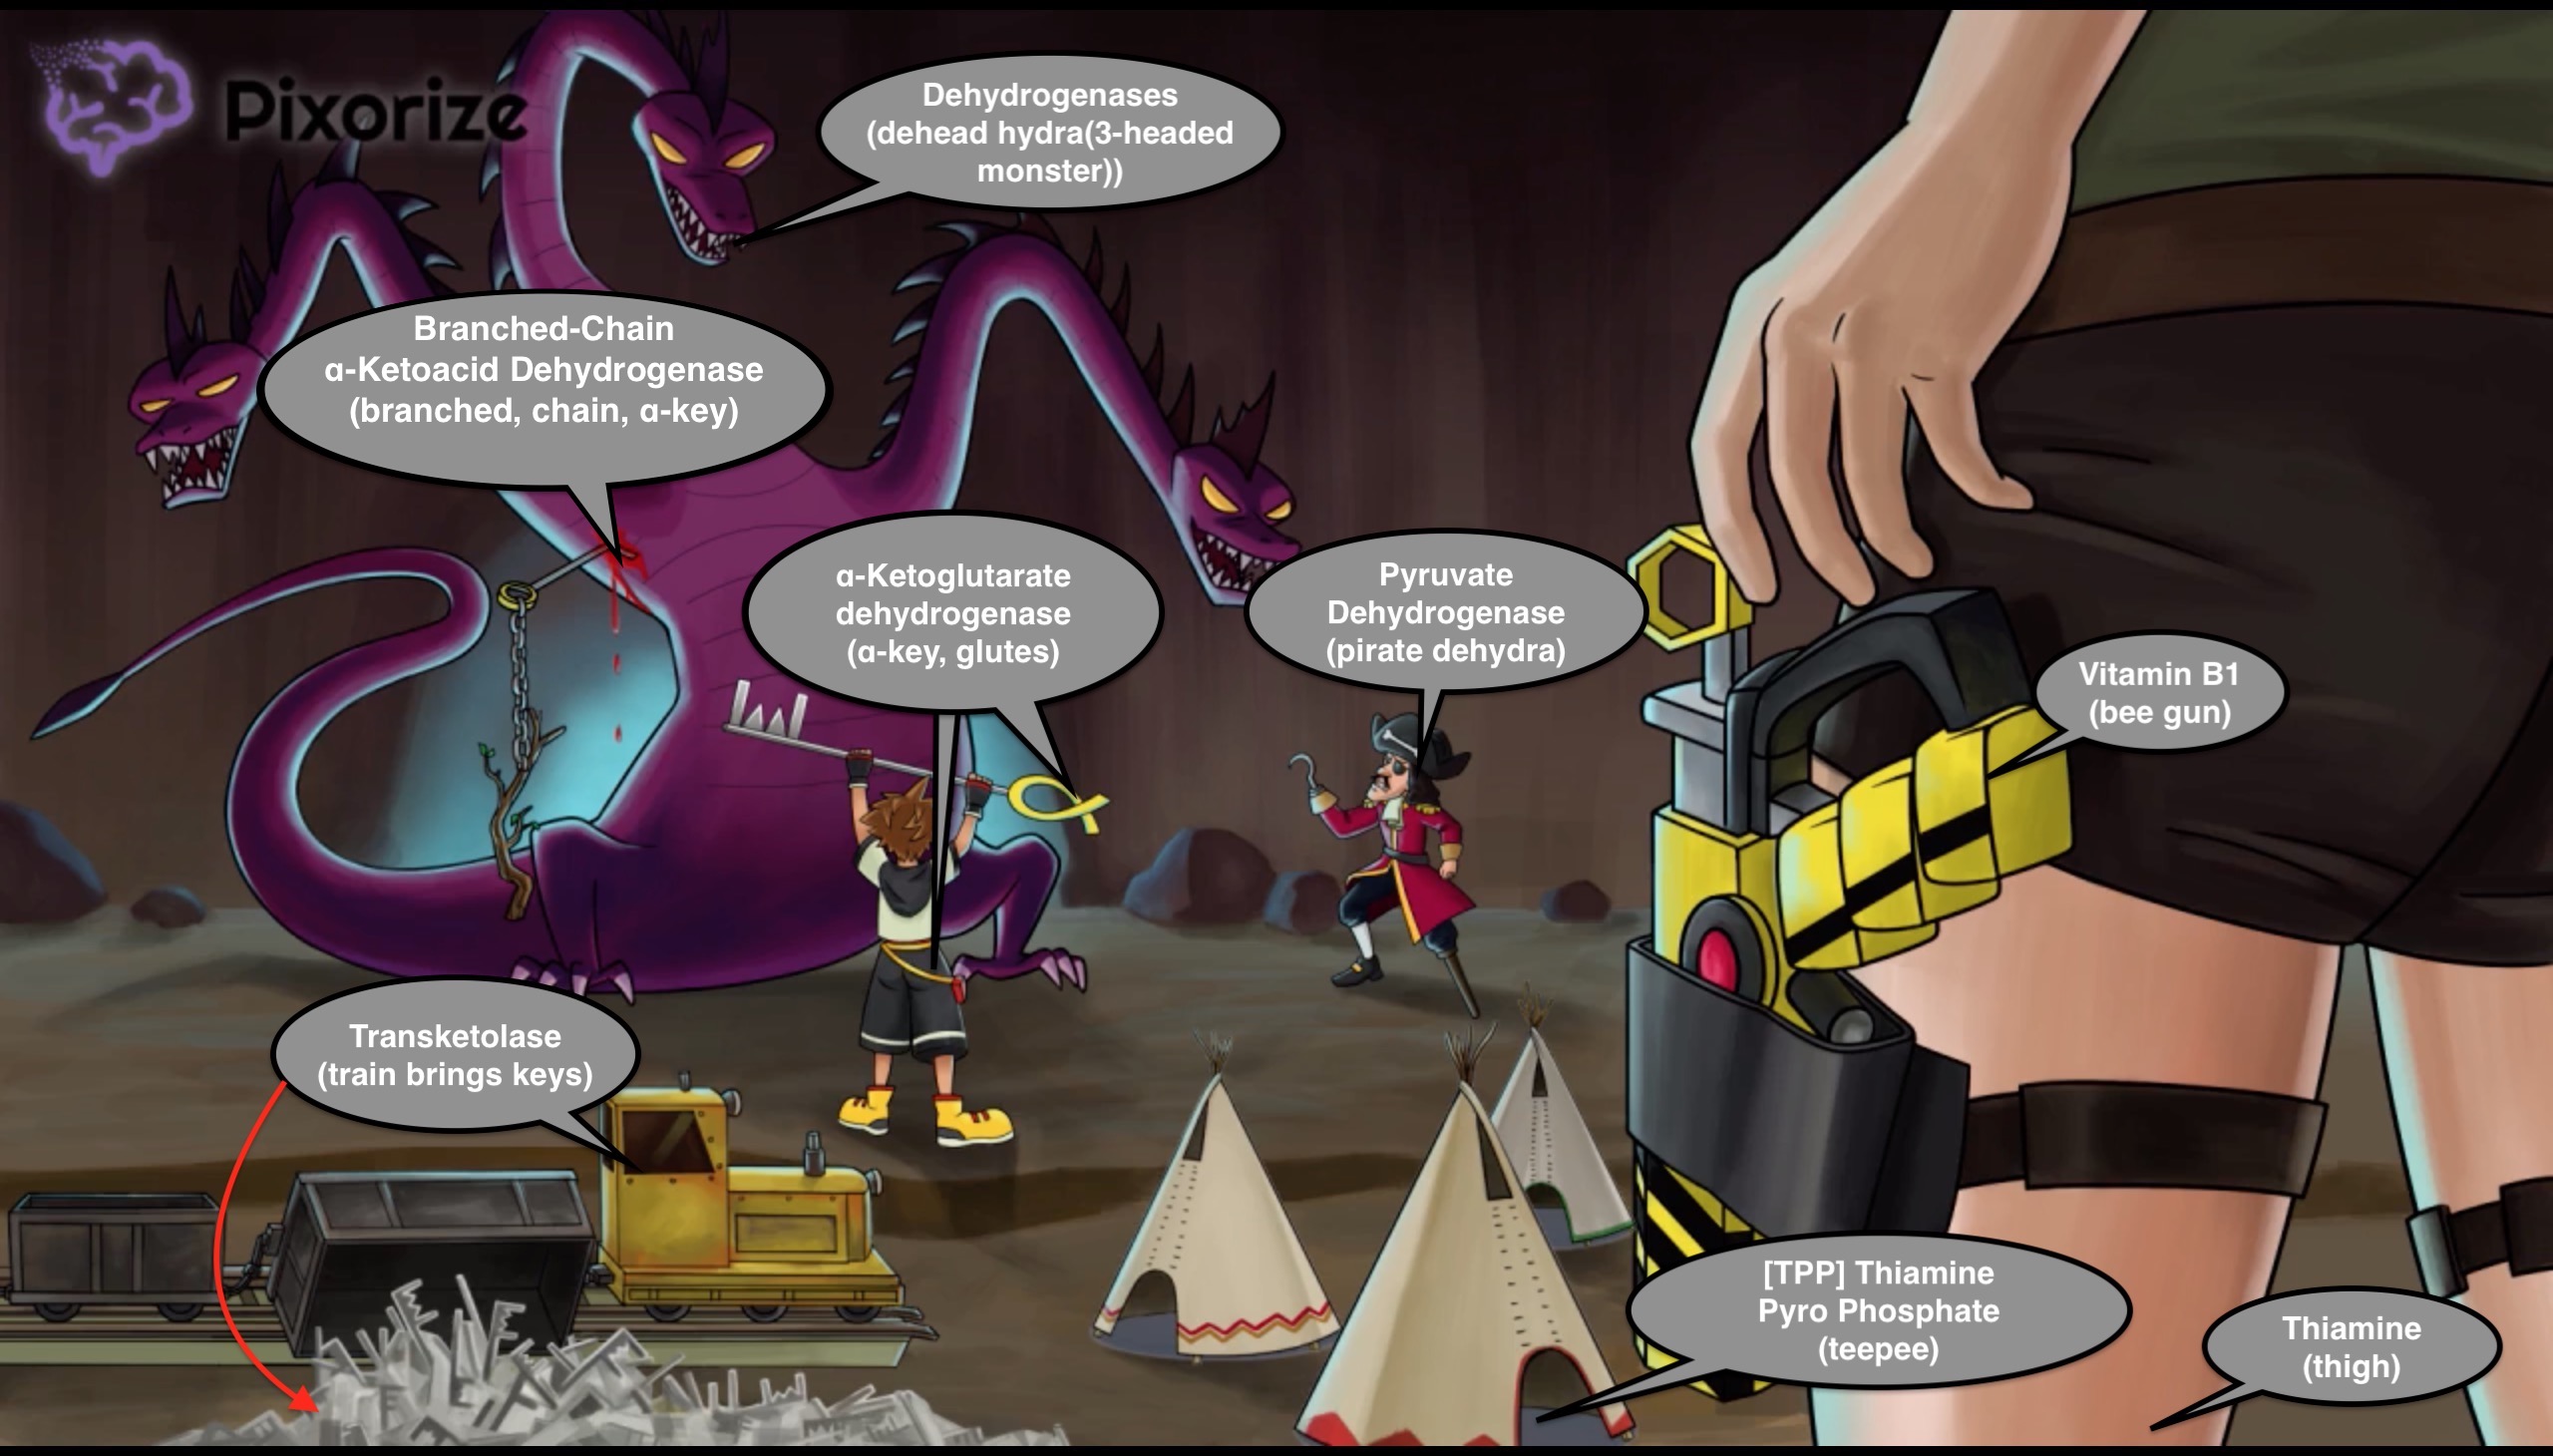 Pixorize
Dehydrogenases
(dehead hydra(3-headed
monster))
Branched-Chain
α-Ketoacid Dehydrogenase
(branched, chain, α-key)
α-Ketoglutarate
dehydrogenase
(α-key, glutes)
Pyruvate
Dehydrogenase
(pirate dehydra)
Vitamin B1
(bee gun)
Transketolase
(train brings keys)
[TPP] Thiamine
Pyro Phosphate
(teepee)
Thiamine
(thigh)